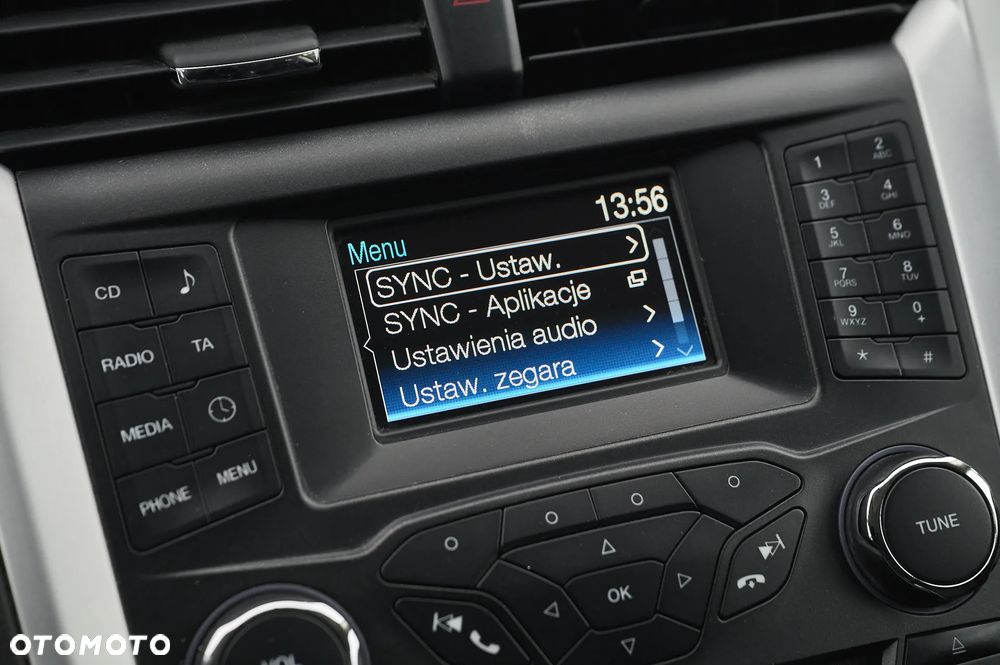 13:56
Menu
SYNC - Ustaw.
SYNC - Aplikacje
Ustawienia audio
Ustaw. zegara
CD
RADIO TA
MEDIA
PHONE MENU
1 2 ABC
3 DEF 4 GHI
5 JKL 6 MNO
7 PQRS 8 TUV
9 WXYZ 0 +
* #
OK
TUNE
VOL
OTOMOTO